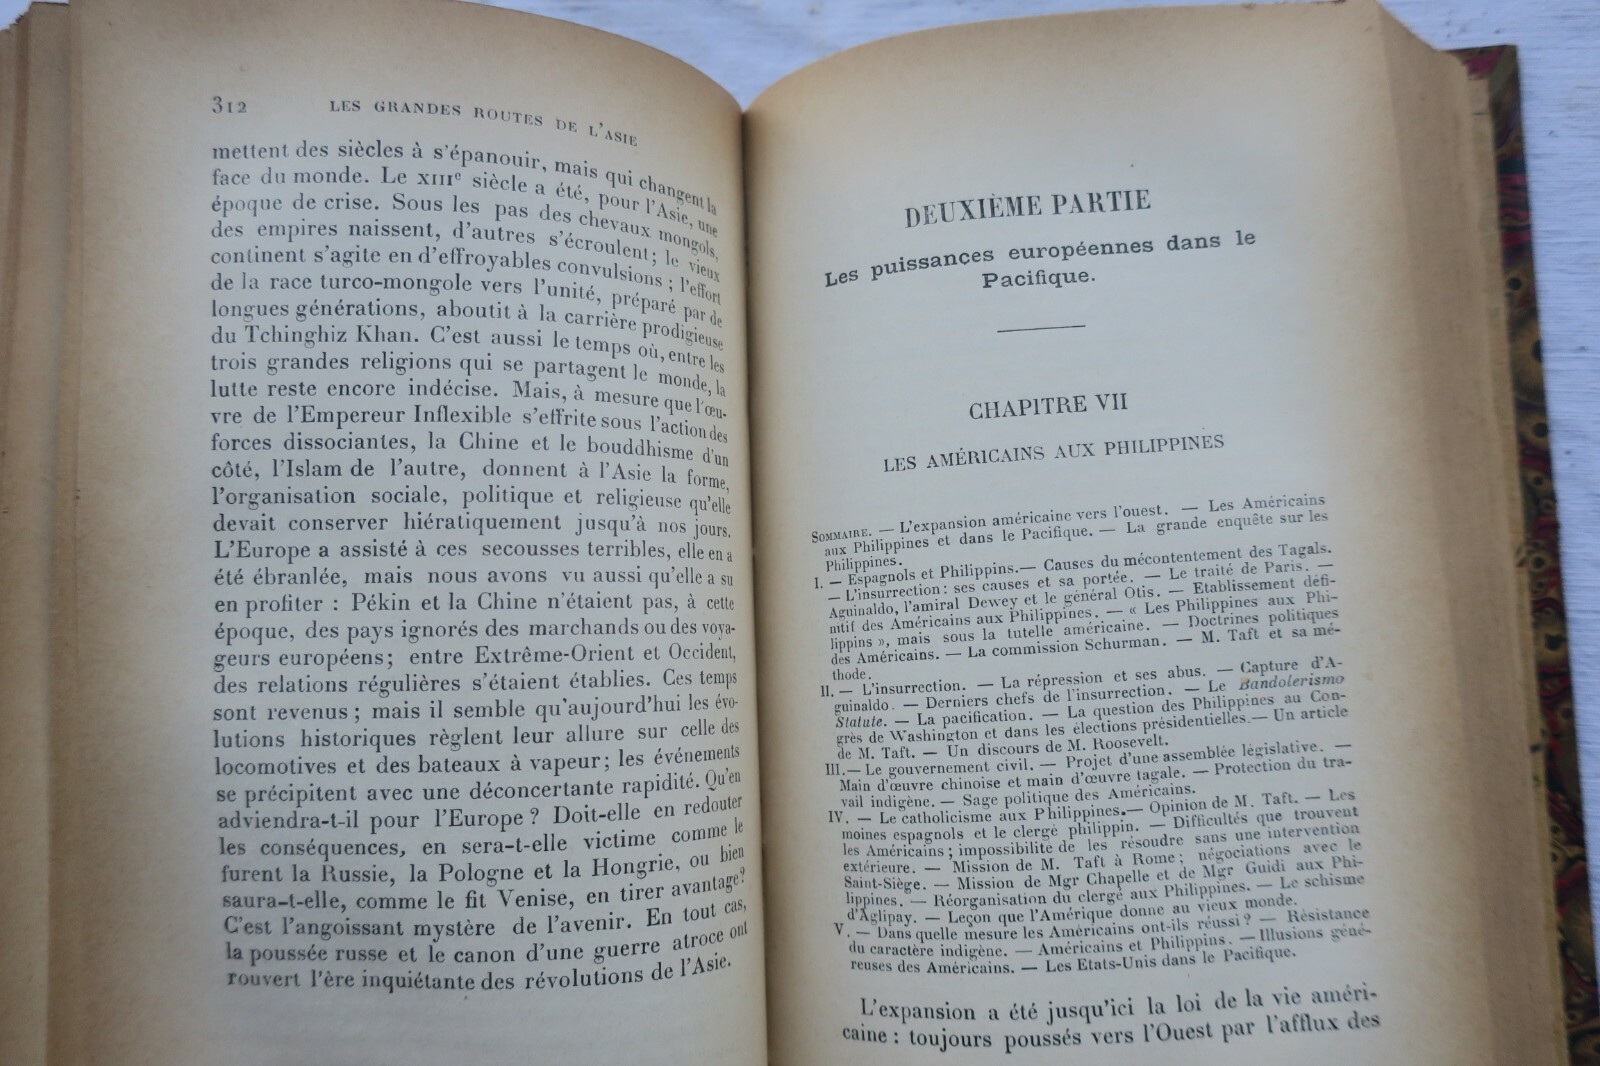 312 LES GRANDES ROUTES DE L'ASIE
mettent des siècles à s'épanouir, mais qui changent la
face du monde. Le XIIIe siècle a été, pour l'Asie, une
époque de crise. Sous les pas des chevaux mongols,
des empires naissent, d'autres s'écroulent; le vieux
continent s'agite en d'effroyables convulsions; l'effort
de la race turco-mongole vers l'unité, préparé par de
longues générations, aboutit à la carrière prodigieuse
du Tchinghiz Khan. C'est aussi le temps où, entre les
trois grandes religions qui se partagent le monde, la
lutte reste encore indécise. Mais, à mesure que l'œu-
vre de l'Empereur Inflexible s'effrite sous l'action des
forces dissociantes, la Chine et le bouddhisme d'un
côté, l'Islam de l'autre, donnent à l'Asie la forme,
l'organisation sociale, politique et religieuse qu'elle
devait conserver hiératiquement jusqu'à nos jours.
L'Europe a assisté à ces secousses terribles, elle en a
été ébranlée, mais nous avons vu aussi qu'elle a su
en profiter : Pékin et la Chine n'étaient pas, à cette
époque, des pays ignorés des marchands ou des voya-
geurs européens; entre Extrême-Orient et Occident,
des relations régulières s'étaient établies. Ces temps
sont revenus; mais il semble qu'aujourd'hui les évo-
lutions historiques règlent leur allure sur celle des
locomotives et des bateaux à vapeur; les événements
se précipitent avec une déconcertante rapidité. Qu'en
adviendra-t-il pour l'Europe ? Doit-elle en redouter
les conséquences, en sera-t-elle victime comme le
furent la Russie, la Pologne et la Hongrie, ou bien
saura-t-elle, comme le fit Venise, en tirer avantage?
C'est l'angoissant mystère de l'avenir. En tout cas,
la poussée russe et le canon d'une guerre atroce ont
rouvert l'ère inquiétante des révolutions de l'Asie.
DEUXIÈME PARTIE
Les puissances européennes dans le
Pacifique.
CHAPITRE VII
LES AMÉRICAINS AUX PHILIPPINES
SOMMAIRE. — L'expansion américaine vers l'ouest. — Les Américains
aux Philippines et dans le Pacifique. — La grande enquête sur les
Philippines.
I. — Espagnols et Philippins.— Causes du mécontentement des Tagals.
— L'insurrection : ses causes et sa portée. — Le traité de Paris. —
Aguinaldo, l'amiral Dewey et le général Otis. — Etablissement défi-
nitif des Américains aux Philippines. — « Les Philippines aux Phi-
lippins », mais sous la tutelle américaine. — Doctrines politiques
des Américains. — La commission Schurman. — M. Taft et sa mé-
thode.
II. — L'insurrection. — La répression et ses abus. — Capture d'A-
guinaldo. — Derniers chefs de l'insurrection. — Le Bandolerismo
Statute. — La pacification. — La question des Philippines au Con-
grès de Washington et dans les élections présidentielles.— Un article
de M. Taft. — Un discours de M. Roosevelt.
III.— Le gouvernement civil. — Projet d'une assemblée législative. —
Main d'œuvre chinoise et main d'œuvre tagale. — Protection du tra-
vail indigène. — Sage politique des Américains.
IV. — Le catholicisme aux Philippines.— Opinion de M. Taft. — Les
moines espagnols et le clergé philippin. — Difficultés que trouvent
les Américains; impossibilité de les résoudre sans une intervention
extérieure. — Mission de M. Taft à Rome; négociations avec le
Saint-Siège. — Mission de Mgr Chapelle et de Mgr Guidi aux Phi-
lippines. — Réorganisation du clergé aux Philippines. — Le schisme
d'Aglipay. — Leçon que l'Amérique donne au vieux monde.
V. — Dans quelle mesure les Américains ont-ils réussi ? — Résistance
du caractère indigène. — Américains et Philippins. — Illusions géné-
reuses des Américains. — Les Etats-Unis dans le Pacifique.
L'expansion a été jusqu'ici la loi de la vie améri-
caine : toujours poussés vers l'Ouest par l'afflux des